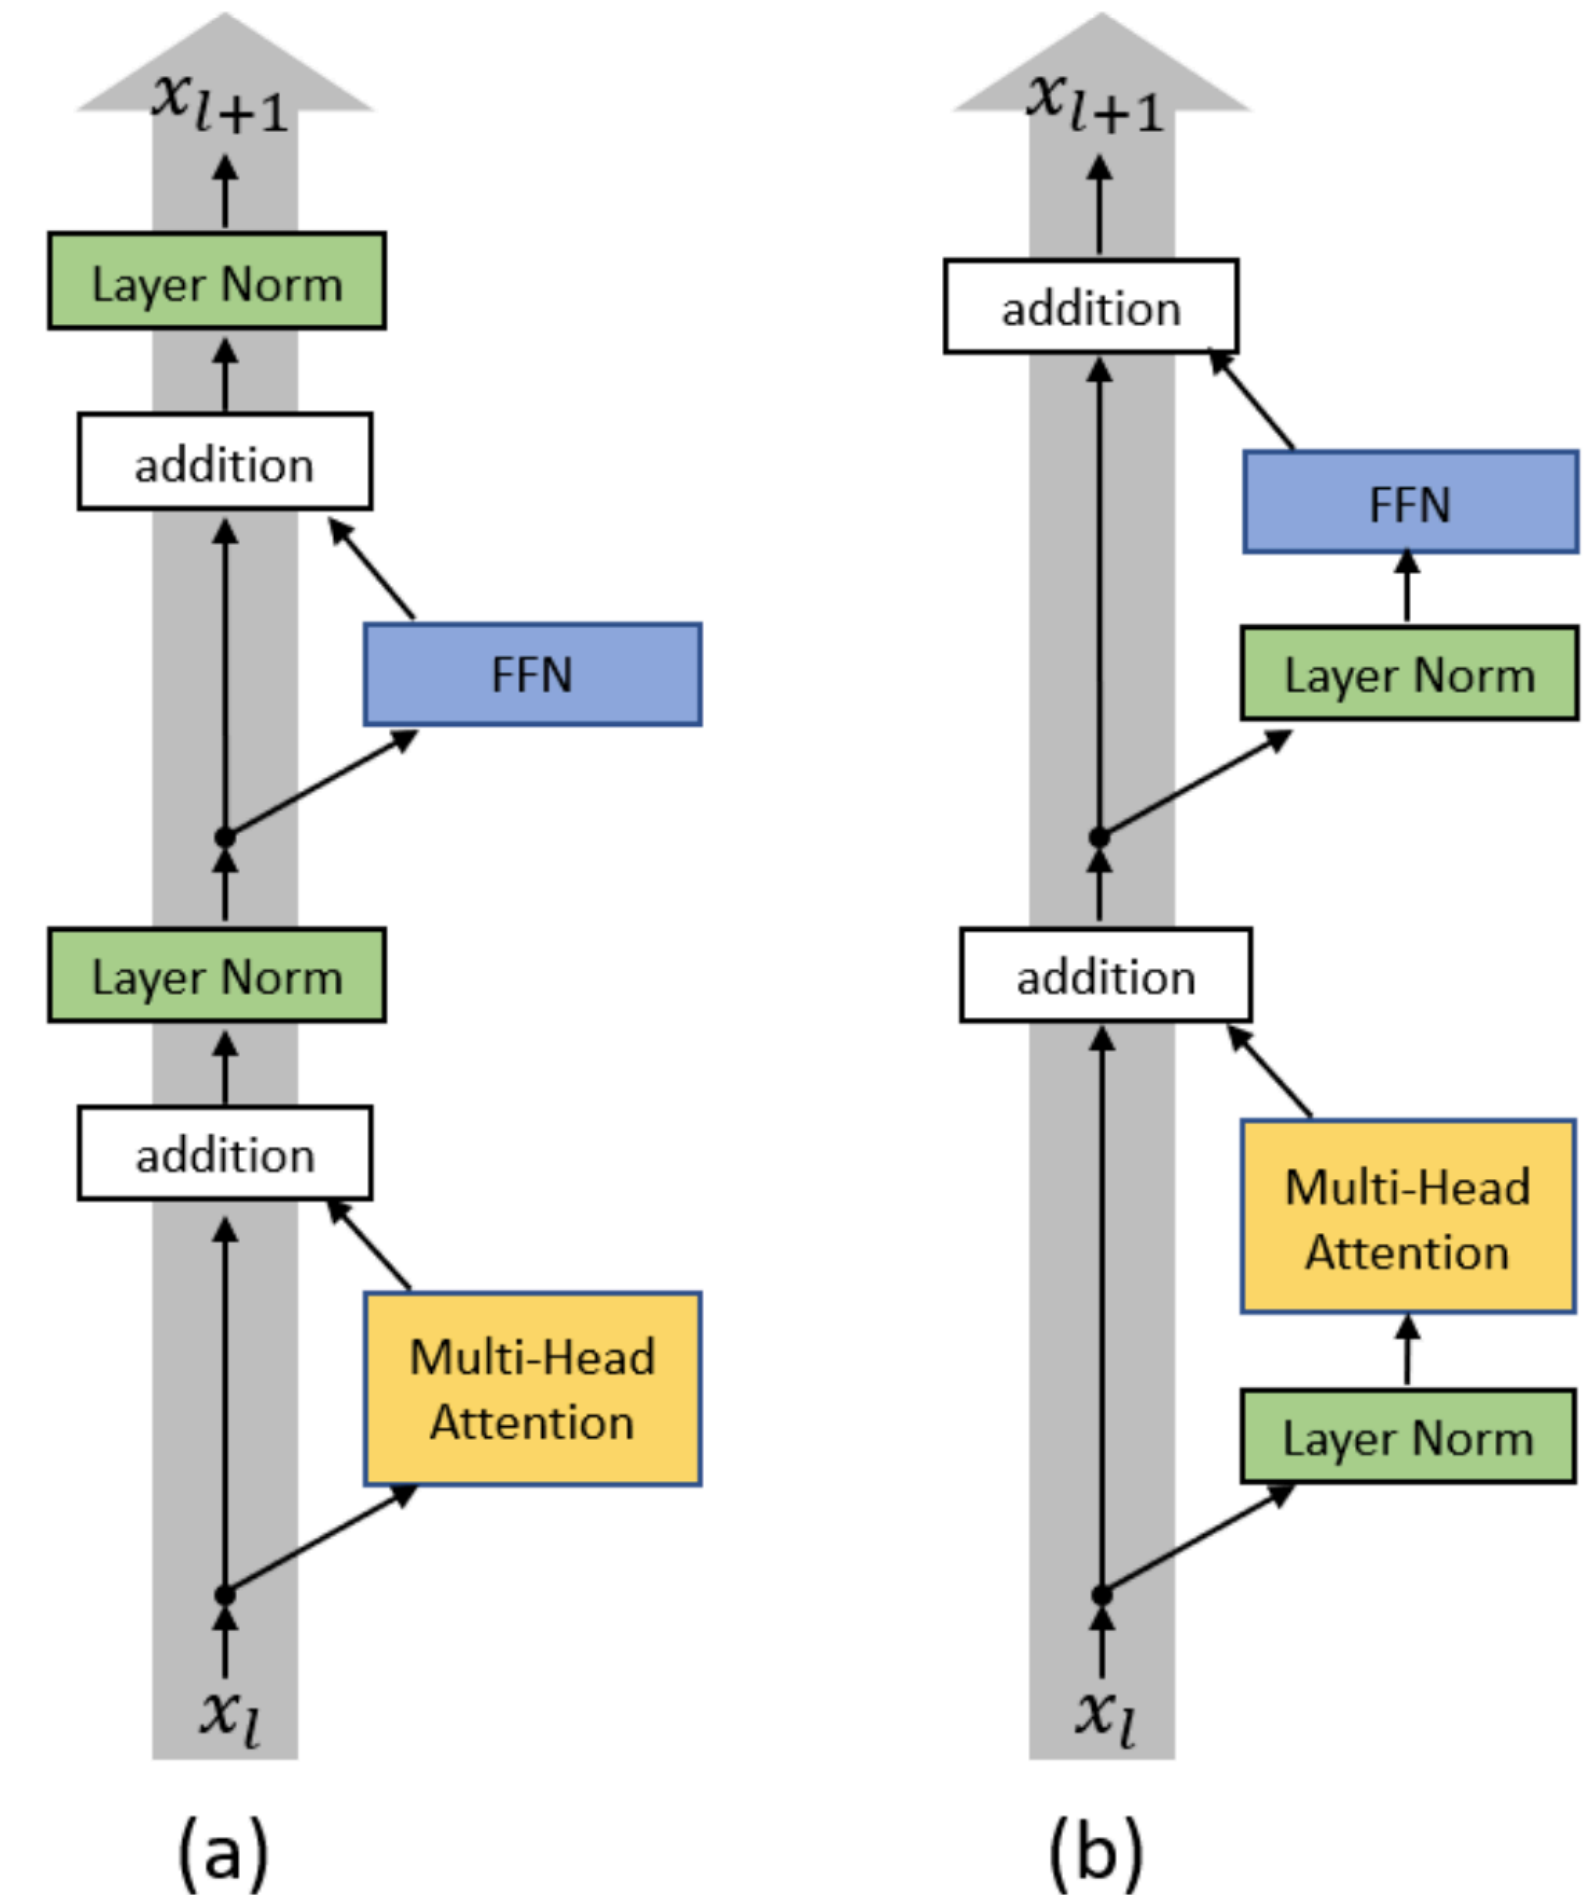 x_{l+1}
Layer Norm
addition
FFN
Layer Norm
addition
Multi-Head
Attention
x_l
(a)
x_{l+1}
addition
FFN
Layer Norm
addition
Multi-Head
Attention
Layer Norm
x_l
(b)